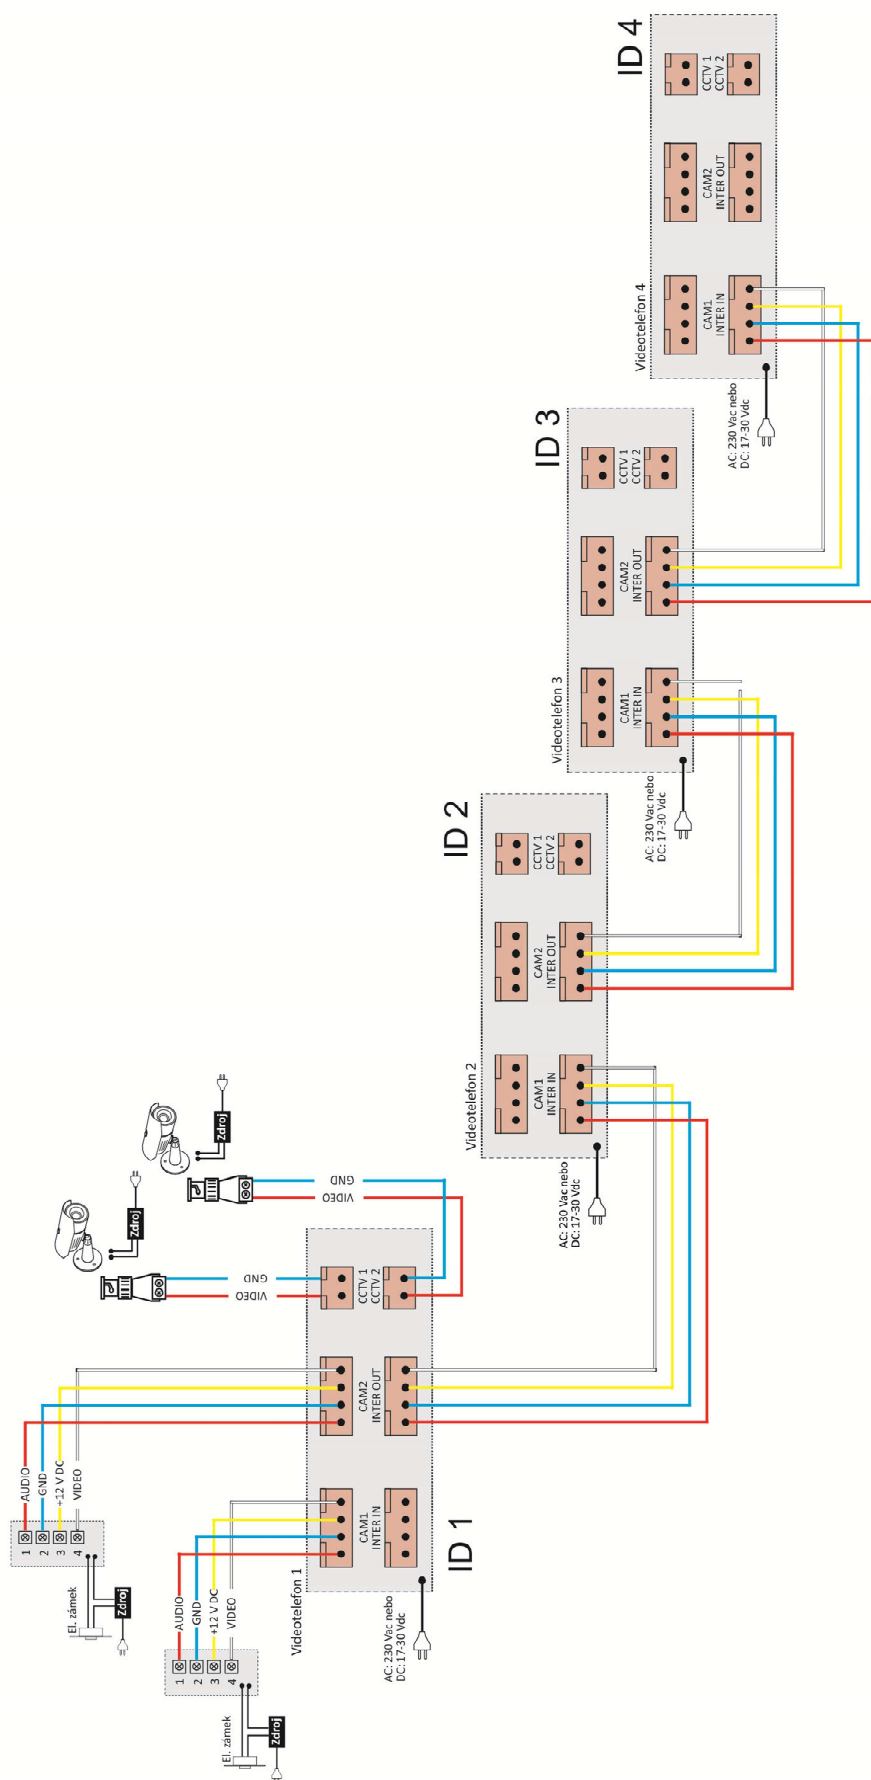 ID 4
CCTV 1
CCTV 2
CAM2
INTER OUT
CAM1
INTER IN
Videotelefon 4
AC: 230 Vac nebo
DC: 17-30 Vdc
ID 3
CCTV 1
CCTV 2
CAM2
INTER OUT
CAM1
INTER IN
Videotelefon 3
AC: 230 Vac nebo
DC: 17-30 Vdc
ID 2
CCTV 1
CCTV 2
CAM2
INTER OUT
CAM1
INTER IN
Videotelefon 2
AC: 230 Vac nebo
DC: 17-30 Vdc
Zdroj
Zdroj
GND
VIDEO
GND
VIDEO
CCTV 1
CCTV 2
CAM2
INTER OUT
CAM1
INTER IN
ID 1
Videotelefon 1
AC: 230 Vac nebo
DC: 17-30 Vdc
AUDIO
GND
+12 V DC
VIDEO
1
2
3
4
El. zámek
Zdroj
AUDIO
GND
+12 V DC
VIDEO
1
2
3
4
El. zámek
Zdroj